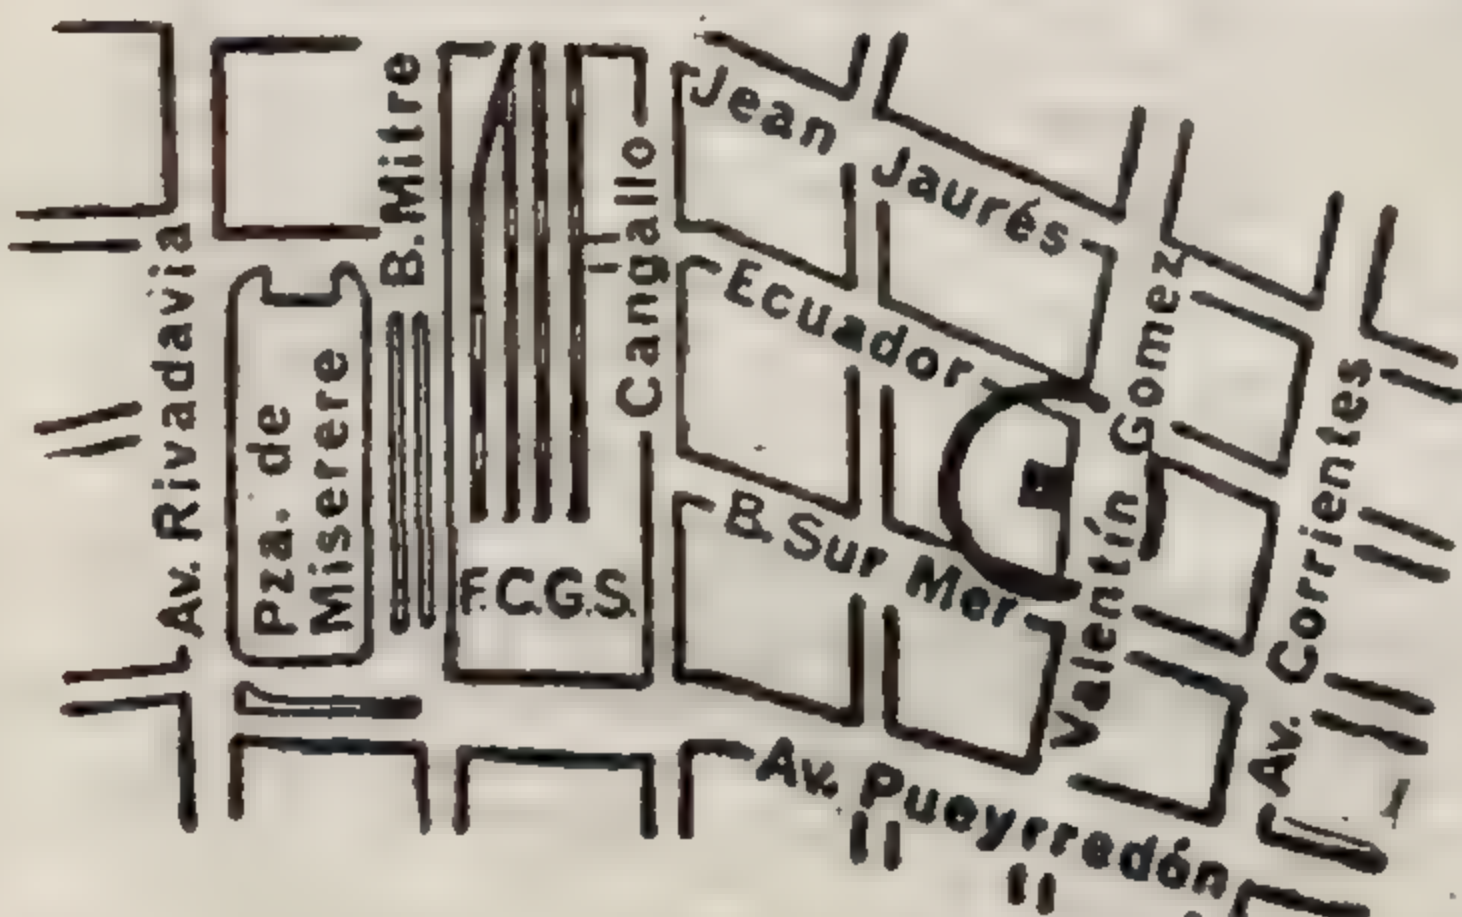 Av. Rivadavia
Pza. de
Miserere
B. Mitre
F.C.G.S.
Cangallo
Jean Jaurés
Ecuador
B. Sur Mer
Av. Pueyrredón
Valentín Gomez
Av. Corrientes